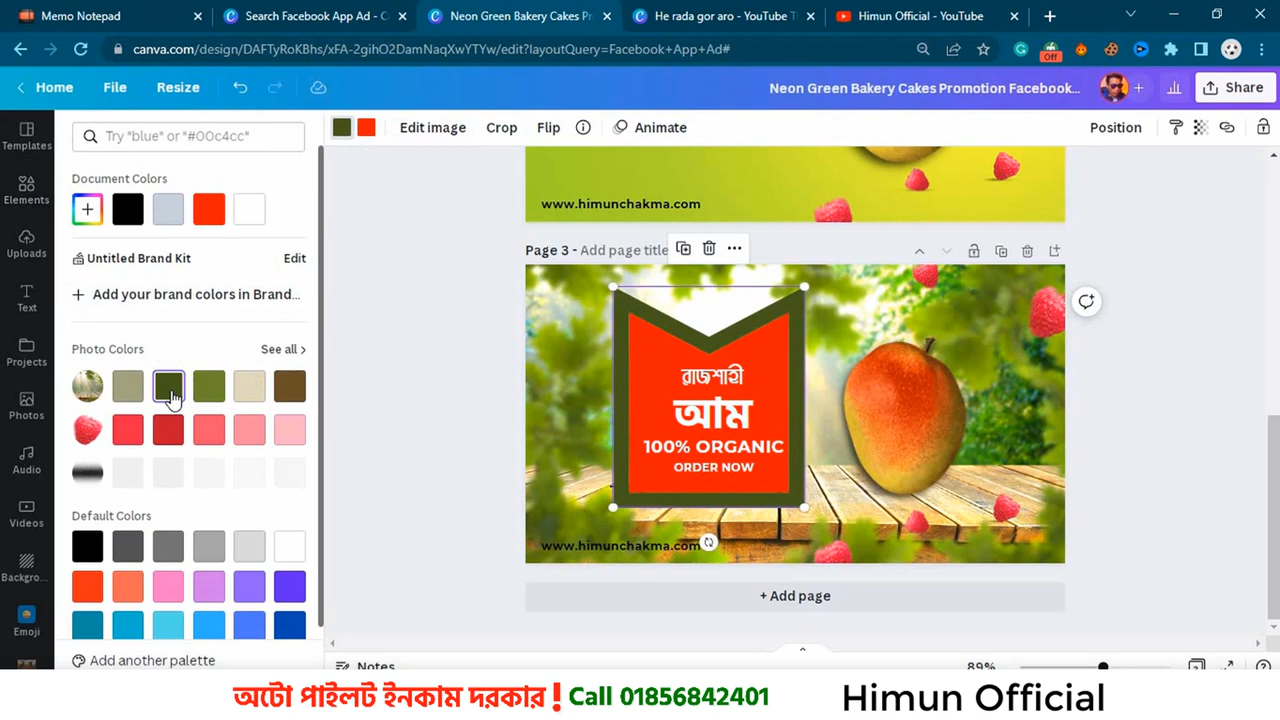 Memo Notepad
Search Facebook App Ad - C
Neon Green Bakery Cakes Pr
He rada gor aro - YouTube T
Himun Official - YouTube
canva.com/design/DAFTyRoKBhs/xFA-2gihO2DamNaqXwYTYw/edit?layoutQuery=Facebook+App+Ad#
Off
Home
File
Resize
Neon Green Bakery Cakes Promotion Facebook...
Share
Templates
Elements
Uploads
Text
Projects
Photos
Audio
Videos
Backgro...
Emoji
Try "blue" or "#00c4cc"
Document Colors
Untitled Brand Kit
Edit
Add your brand colors in Brand...
Photo Colors
See all
Default Colors
Add another palette
Edit image
Crop
Flip
Animate
Position
www.himunchakma.com
Page 3 - Add page title
রাজশাহী
আম
100% ORGANIC
ORDER NOW
www.himunchakma.com
+ Add page
Notes
89%
অটো পাইলট ইনকাম দরকার ! Call 01856842401
Himun Official